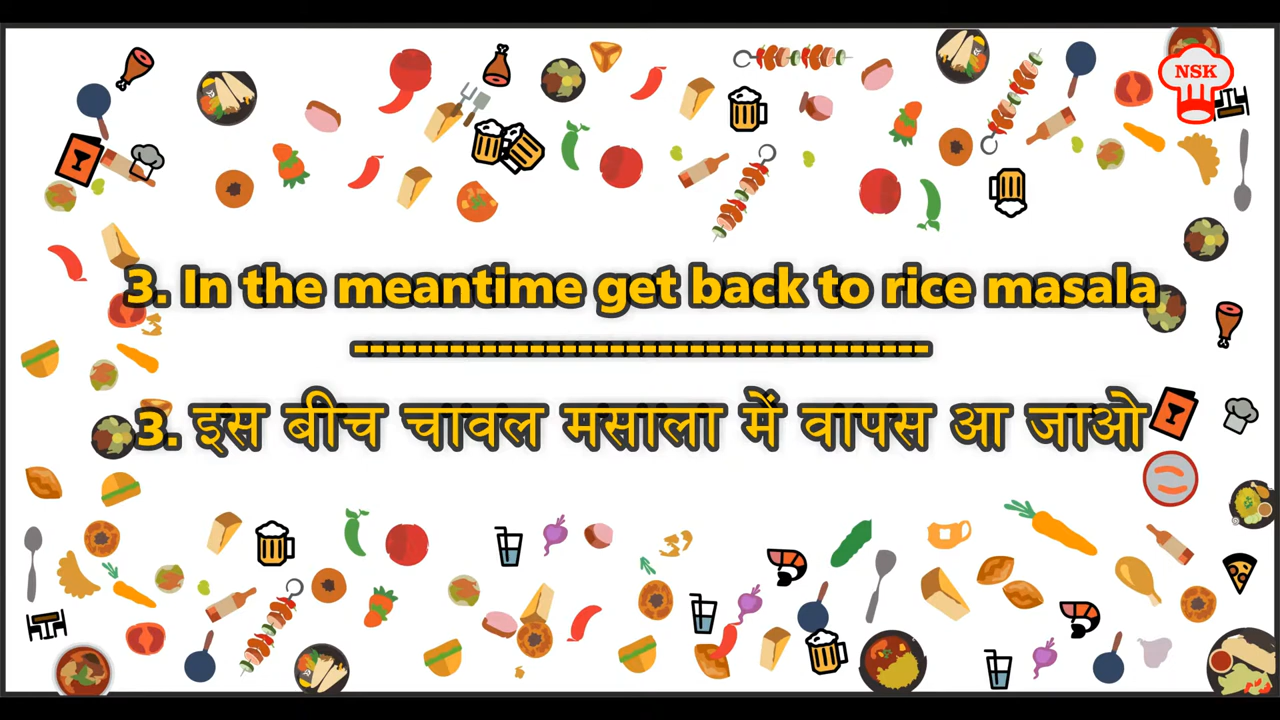 NSK
3. In the meantime get back to rice masala
------------------------------------
3. इस बीच चावल मसाला में वापस आ जाओ